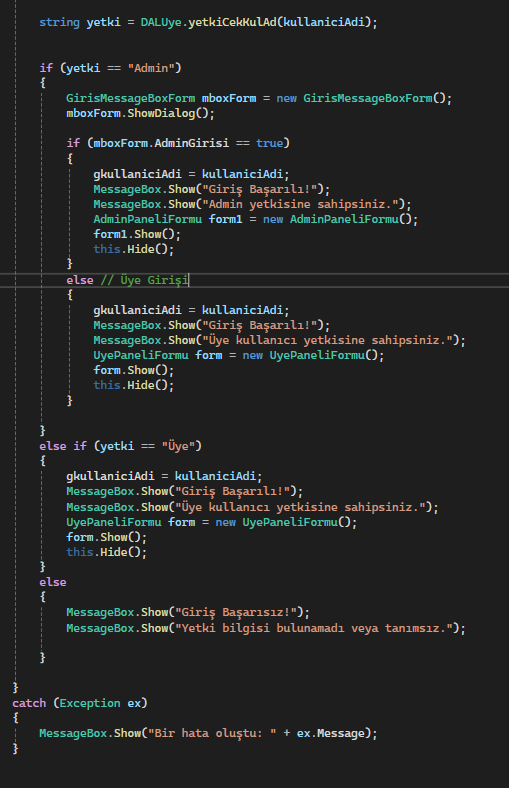 string yetki = DALUye.yetkiCekKulAd(kullaniciAdi);
if (yetki == "Admin")
{
GirisMessageBoxForm mboxForm = new GirisMessageBoxForm();
mboxForm.ShowDialog();
if (mboxForm.AdminGirisi == true)
{
gkullaniciAdi = kullaniciAdi;
MessageBox.Show("Giriş Başarılı!");
MessageBox.Show("Admin yetkisine sahipsiniz.");
AdminPaneliFormu form1 = new AdminPaneliFormu();
form1.Show();
this.Hide();
}
else // Üye Girişi
{
gkullaniciAdi = kullaniciAdi;
MessageBox.Show("Giriş Başarılı!");
MessageBox.Show("Üye kullanıcı yetkisine sahipsiniz.");
UyePaneliFormu form = new UyePaneliFormu();
form.Show();
this.Hide();
}
}
else if (yetki == "Üye")
{
gkullaniciAdi = kullaniciAdi;
MessageBox.Show("Giriş Başarılı!");
MessageBox.Show("Üye kullanıcı yetkisine sahipsiniz.");
UyePaneliFormu form = new UyePaneliFormu();
form.Show();
this.Hide();
}
else
{
MessageBox.Show("Giriş Başarısız!");
MessageBox.Show("Yetki bilgisi bulunamadı veya tanımsız.");
}
}
catch (Exception ex)
{
MessageBox.Show("Bir hata oluştu: " + ex.Message);
}